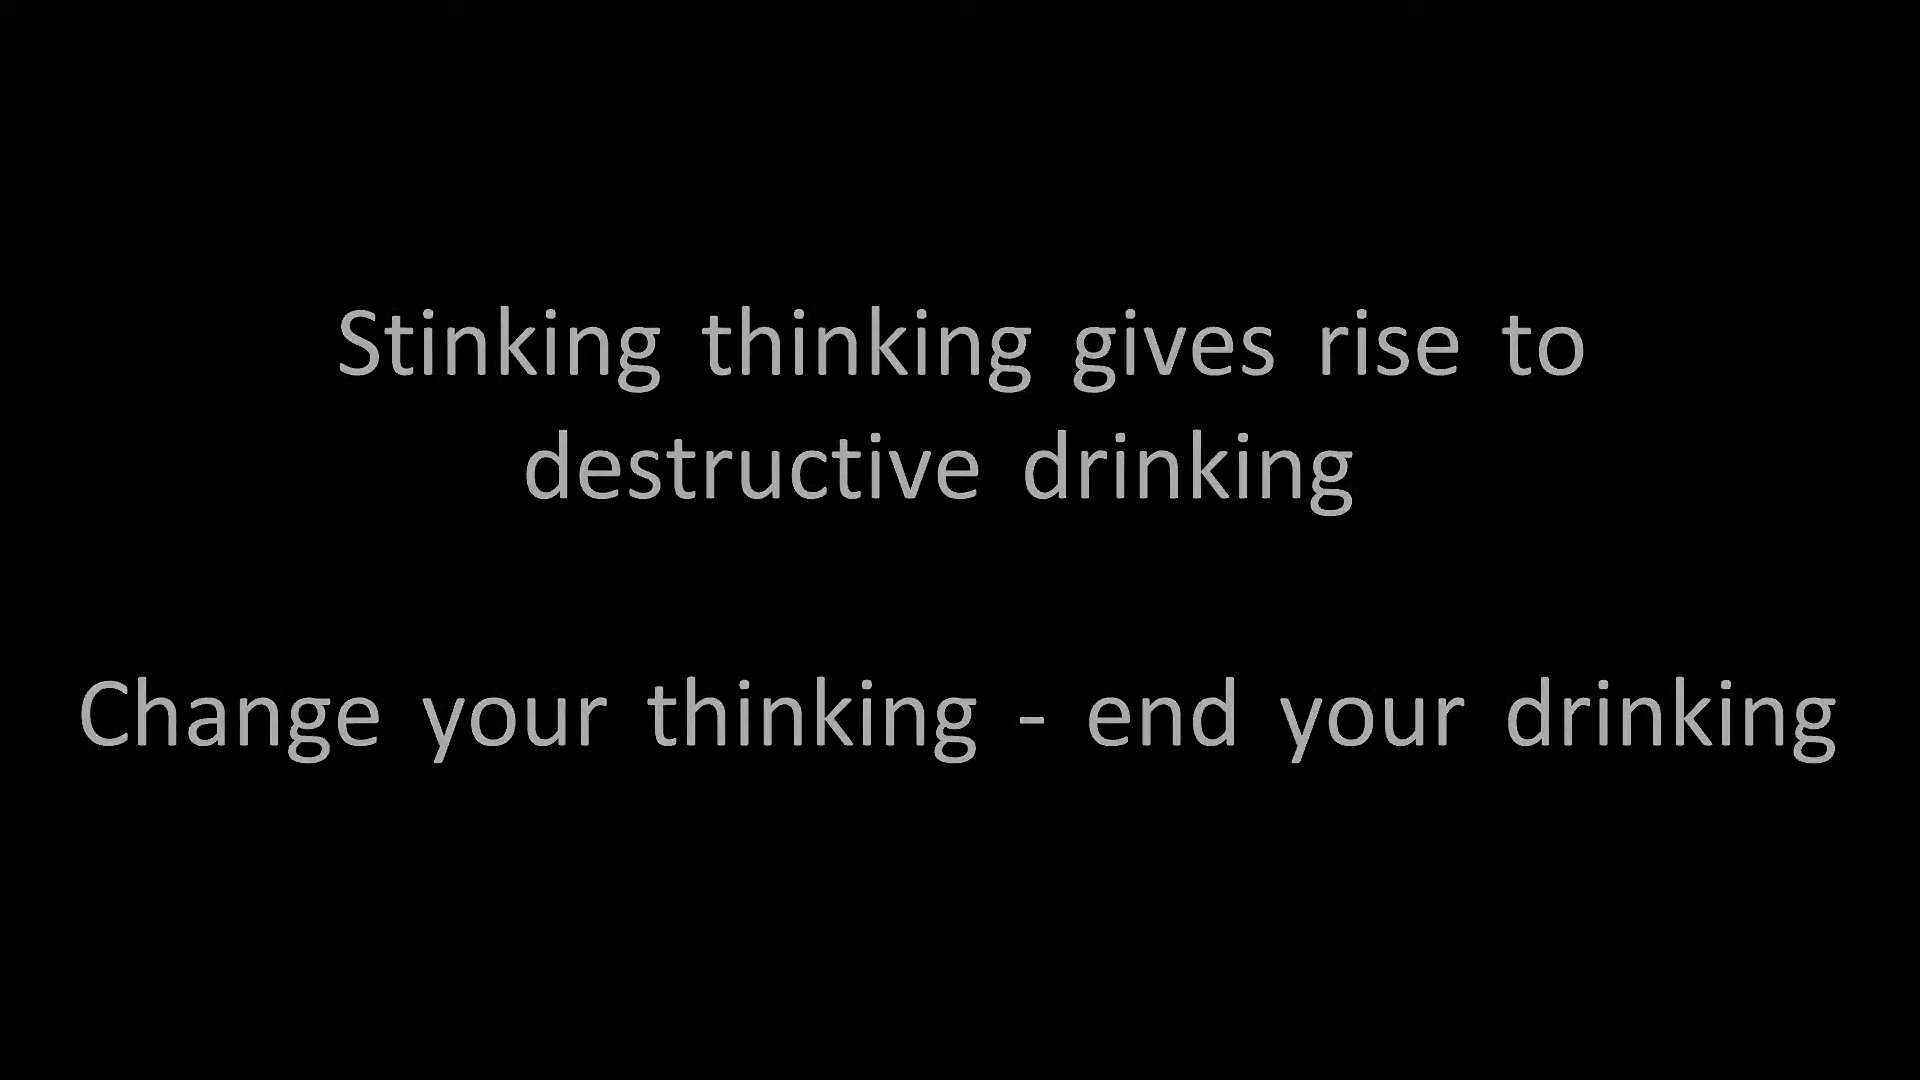 Stinking thinking gives rise to
destructive drinking
Change your thinking - end your drinking